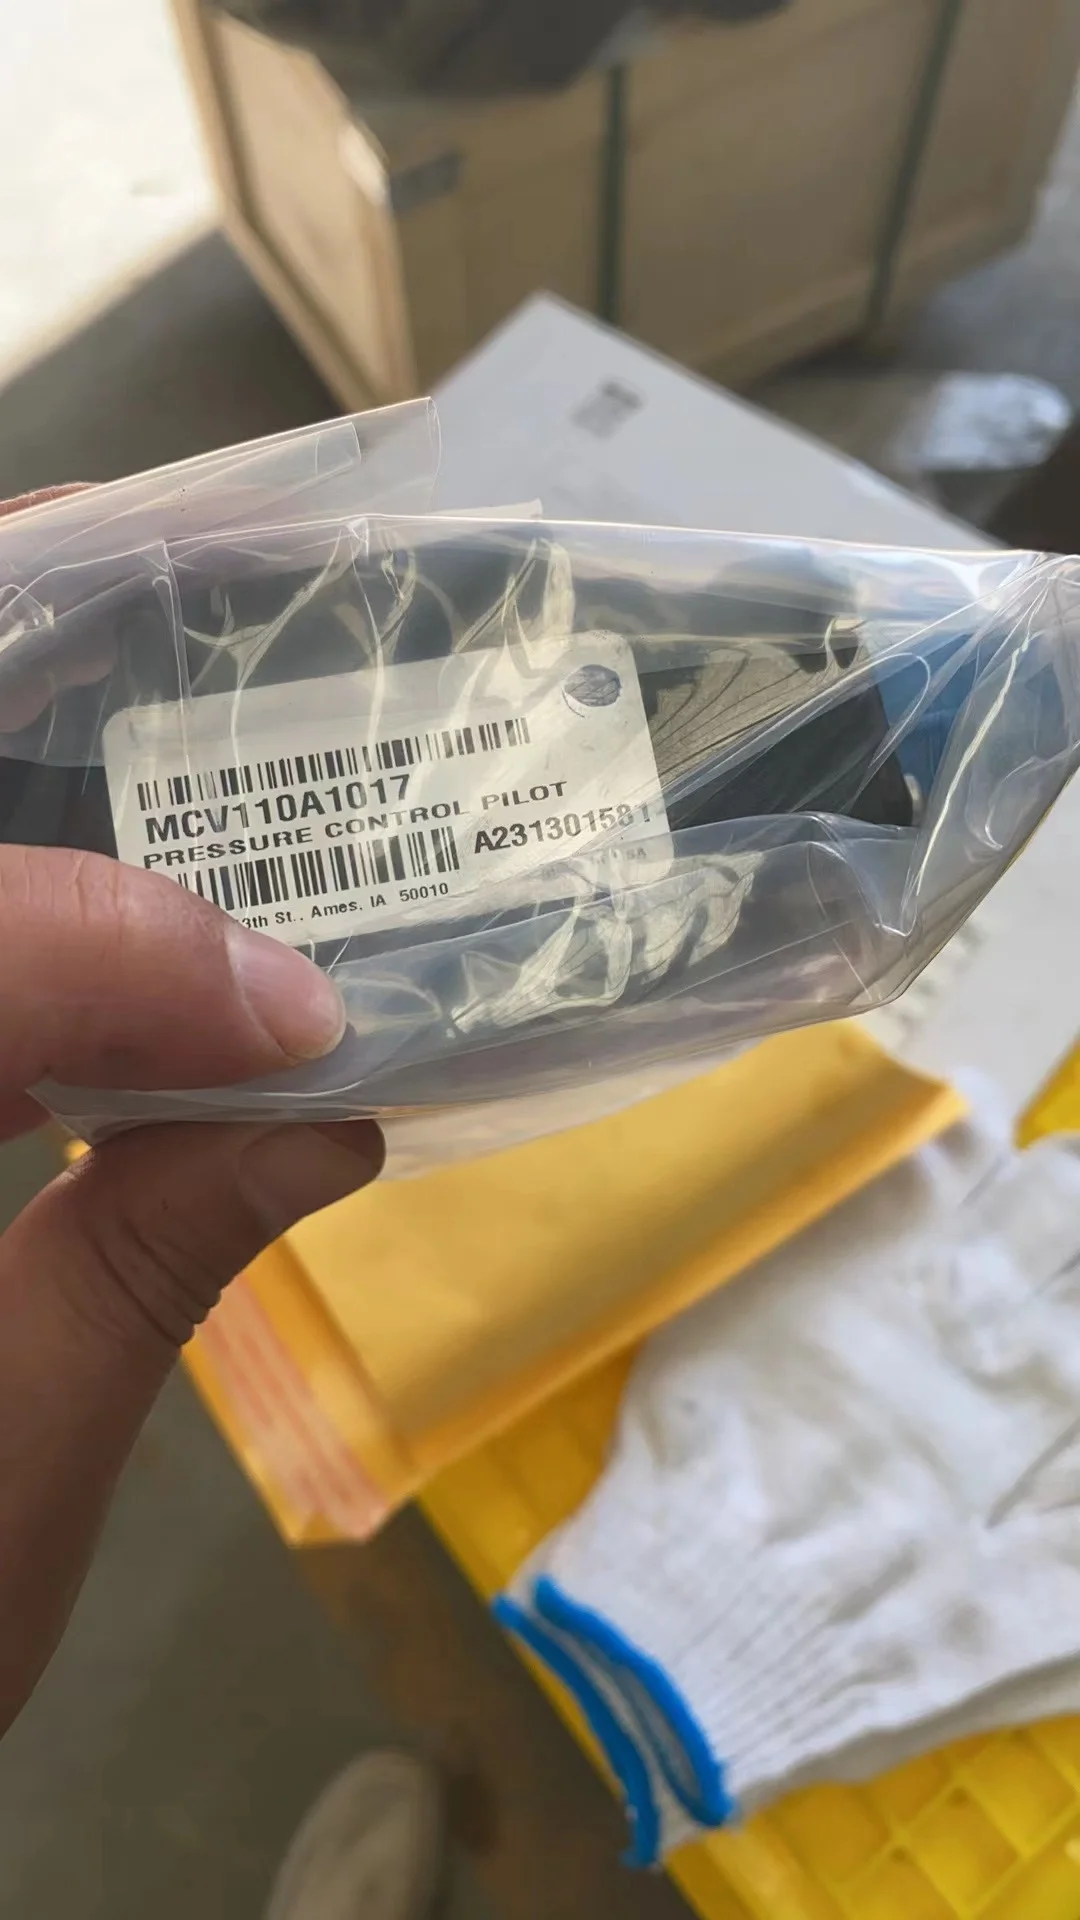 MCV110A1017
PRESSURE CONTROL PILOT
A231301581
3th St., Ames, IA 50010